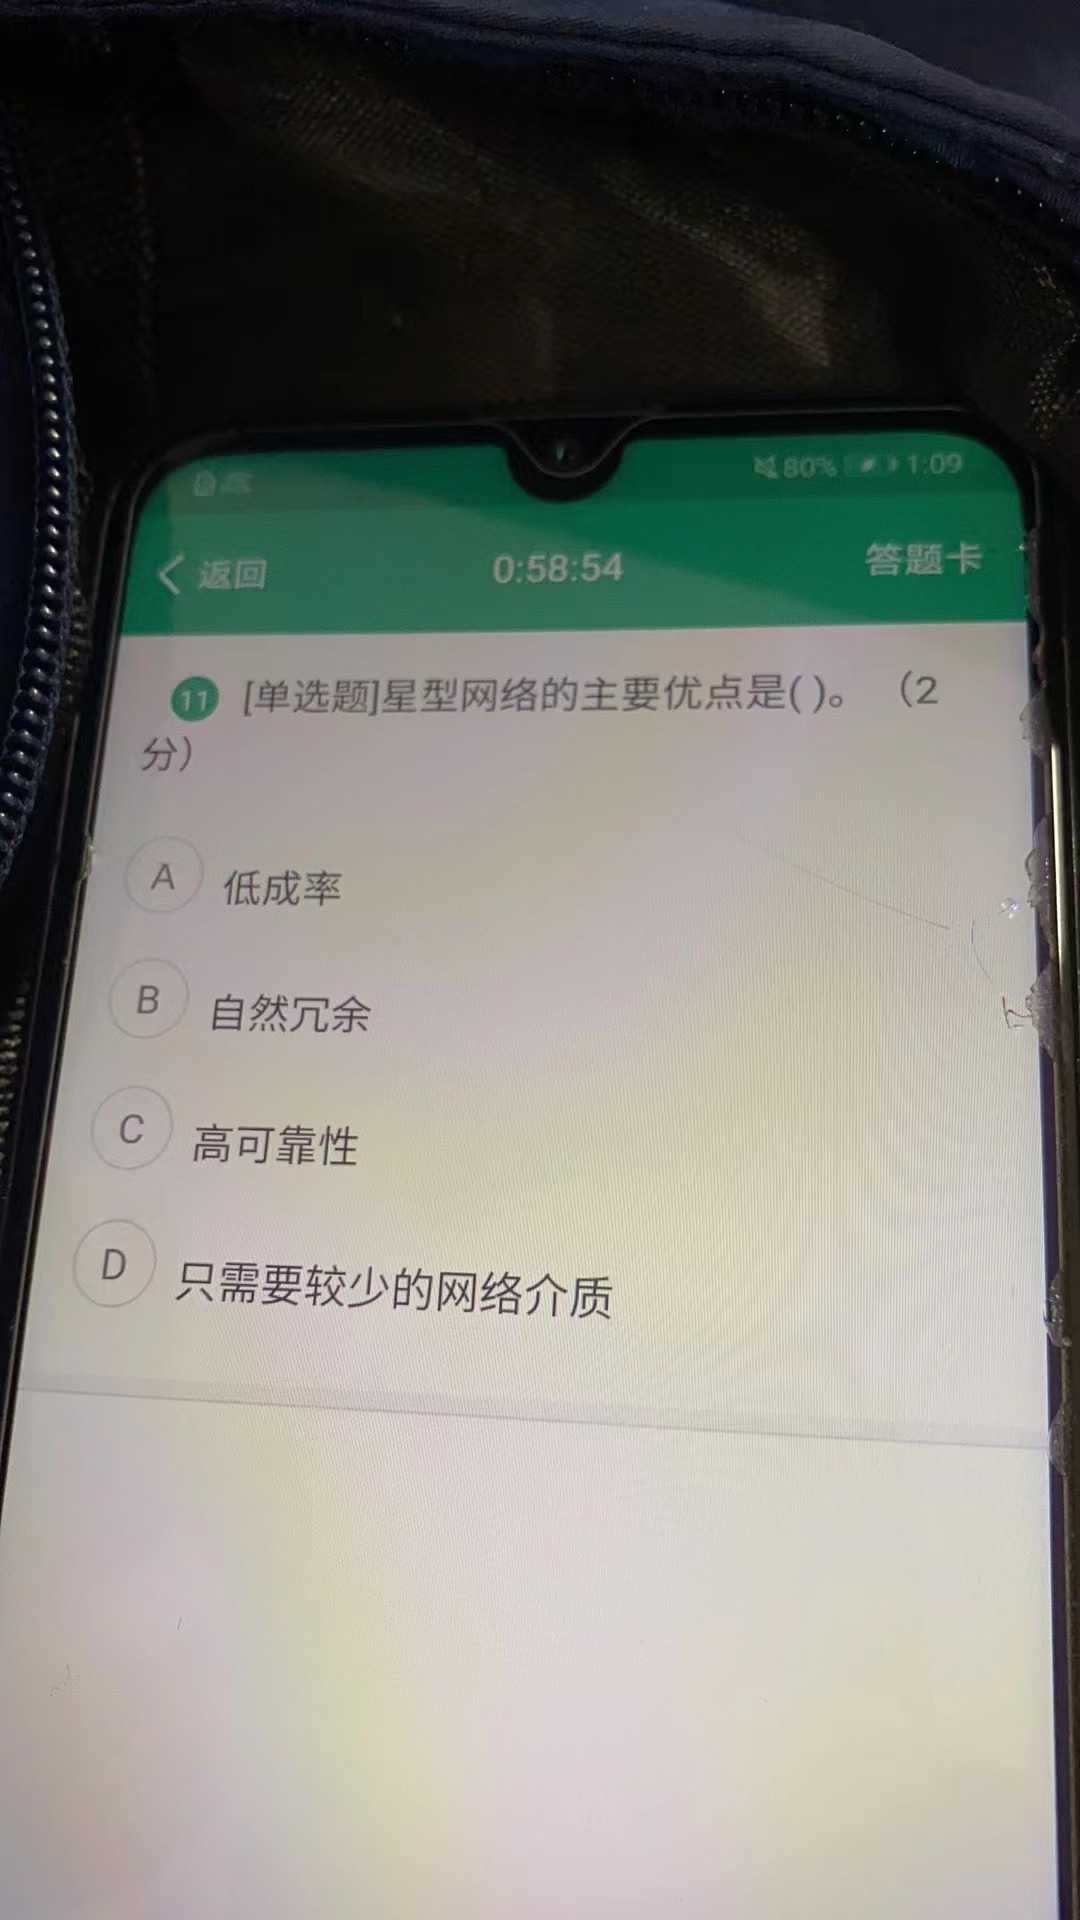 80% 1:09
返回 0:58:54 答题卡
11 [单选题]星型网络的主要优点是( )。 （2
分）
A 低成率
B 自然冗余
C 高可靠性
D 只需要较少的网络介质